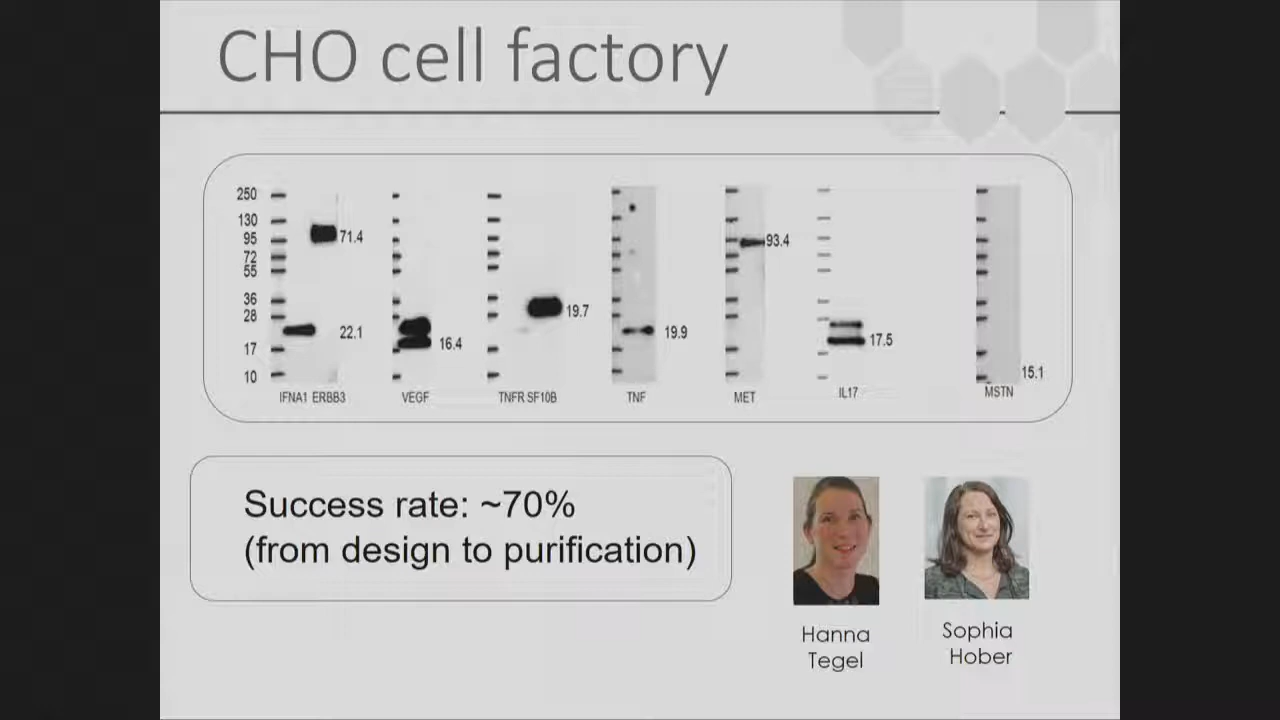 CHO cell factory
250
130
95
72
55
36
28
17
10
71.4
22.1
16.4
19.7
19.9
93.4
17.5
15.1
IFNA1 ERBB3
VEGF
TNFR SF10B
TNF
MET
IL17
MSTN
Success rate: ~70%
(from design to purification)
Hanna
Tegel
Sophia
Hober